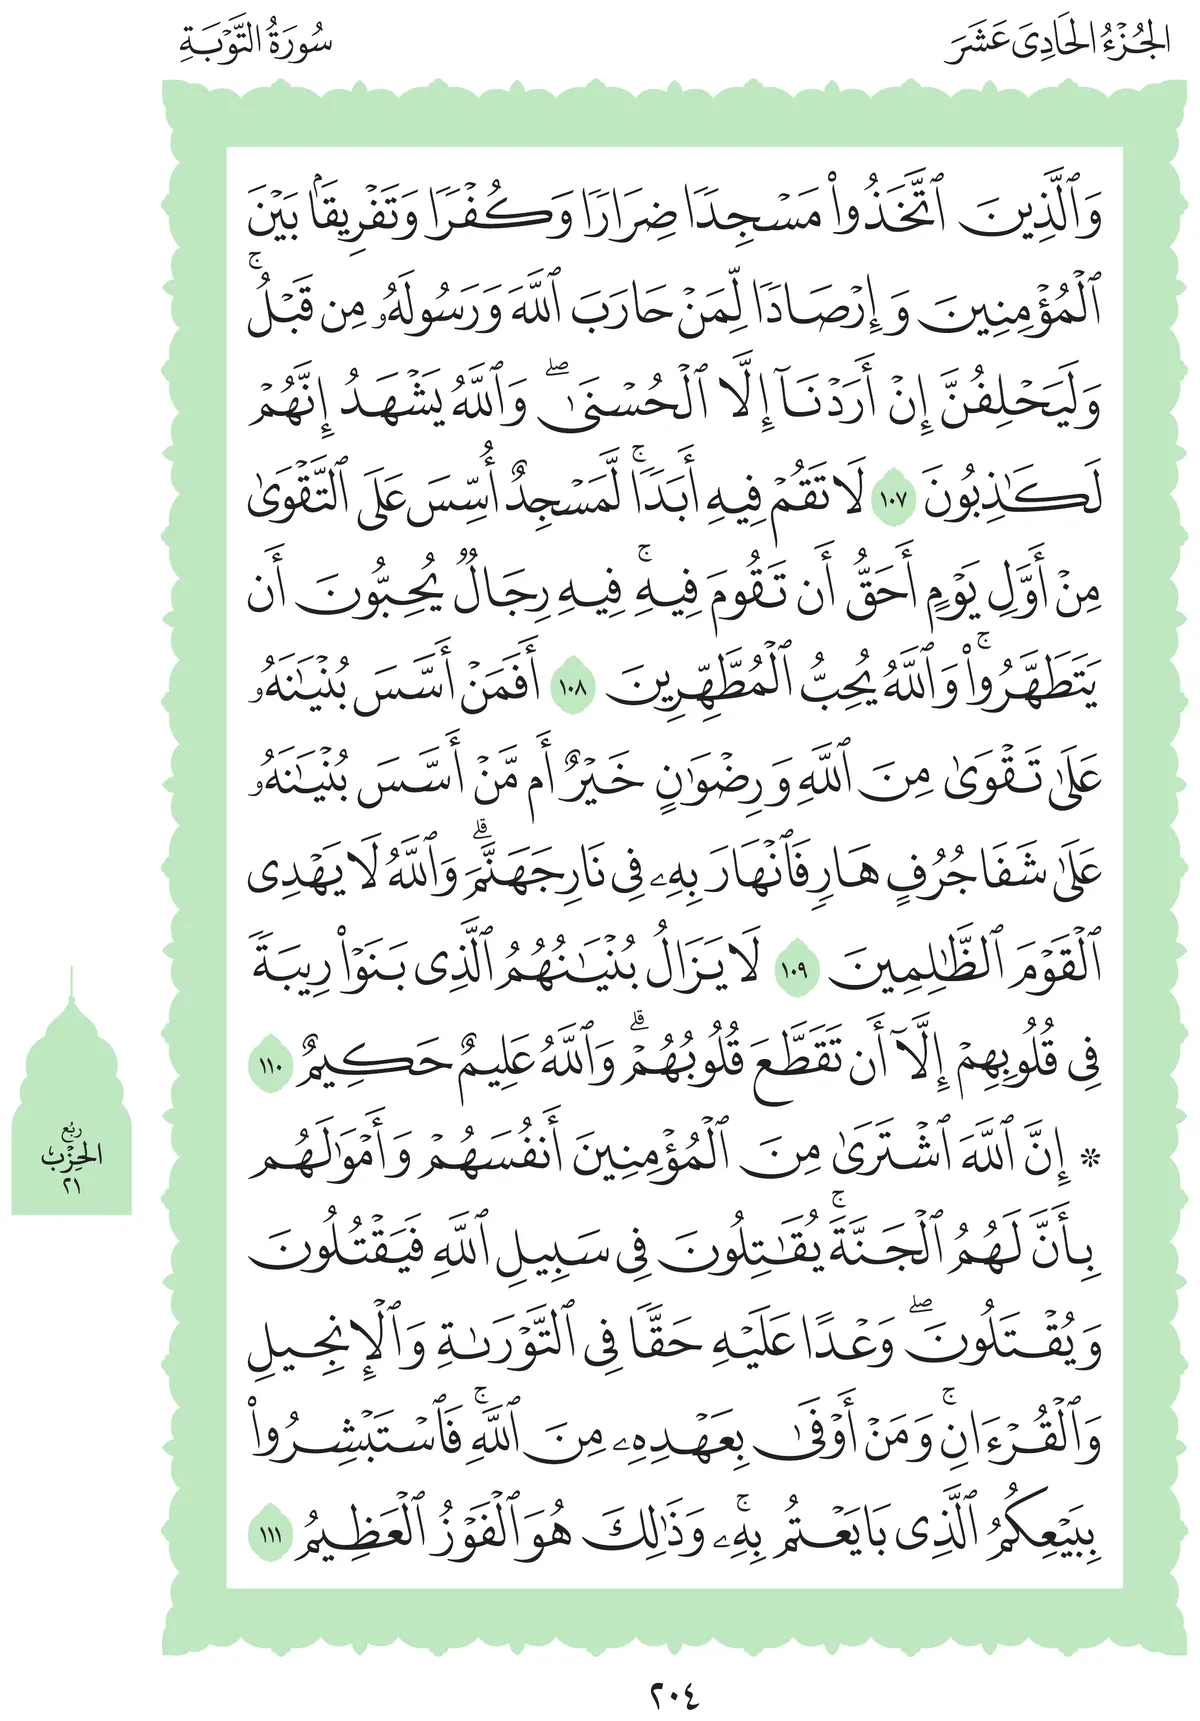 الجُزْءُ الحَادِىَ عَشَرَ
سُورَةُ التَّوْبَةِ
وَٱلَّذِينَ ٱتَّخَذُوا۟ مَسْجِدًا ضِرَارًا وَكُفْرًا وَتَفْرِيقًۢا بَيْنَ
ٱلْمُؤْمِنِينَ وَإِرْصَادًا لِّمَنْ حَارَبَ ٱللَّهَ وَرَسُولَهُۥ مِن قَبْلُ ۚ
وَلَيَحْلِفُنَّ إِنْ أَرَدْنَآ إِلَّا ٱلْحُسْنَىٰ ۖ وَٱللَّهُ يَشْهَدُ إِنَّهُمْ
لَكَـٰذِبُونَ ١٠٧ لَا تَقُمْ فِيهِ أَبَدًا ۚ لَّمَسْجِدٌ أُسِّسَ عَلَى ٱلتَّقْوَىٰ
مِنْ أَوَّلِ يَوْمٍ أَحَقُّ أَن تَقُومَ فِيهِ ۚ فِيهِ رِجَالٌ يُحِبُّونَ أَن
يَتَطَهَّرُوا۟ ۚ وَٱللَّهُ يُحِبُّ ٱلْمُطَّهِّرِينَ ١٠٨ أَفَمَنْ أَسَّسَ بُنْيَـٰنَهُۥ
عَلَىٰ تَقْوَىٰ مِنَ ٱللَّهِ وَرِضْوَٰنٍ خَيْرٌ أَم مَّنْ أَسَّسَ بُنْيَـٰنَهُۥ
عَلَىٰ شَفَا جُرُفٍ هَارٍ فَٱنْهَارَ بِهِۦ فِى نَارِ جَهَنَّمَ ۗ وَٱللَّهُ لَا يَهْدِى
ٱلْقَوْمَ ٱلظَّـٰلِمِينَ ١٠٩ لَا يَزَالُ بُنْيَـٰنُهُمُ ٱلَّذِى بَنَوْا۟ رِيبَةً
فِى قُلُوبِهِمْ إِلَّآ أَن تَقَطَّعَ قُلُوبُهُمْ ۗ وَٱللَّهُ عَلِيمٌ حَكِيمٌ ١١٠
* إِنَّ ٱللَّهَ ٱشْتَرَىٰ مِنَ ٱلْمُؤْمِنِينَ أَنفُسَهُمْ وَأَمْوَٰلَهُم
بِأَنَّ لَهُمُ ٱلْجَنَّةَ ۚ يُقَـٰتِلُونَ فِى سَبِيلِ ٱللَّهِ فَيَقْتُلُونَ
وَيُقْتَلُونَ ۖ وَعْدًا عَلَيْهِ حَقًّا فِى ٱلتَّوْرَىٰةِ وَٱلْإِنجِيلِ
وَٱلْقُرْءَانِ ۚ وَمَنْ أَوْفَىٰ بِعَهْدِهِۦ مِنَ ٱللَّهِ ۚ فَٱسْتَبْشِرُوا۟
بِبَيْعِكُمُ ٱلَّذِى بَايَعْتُم بِهِۦ ۚ وَذَٰلِكَ هُوَ ٱلْفَوْزُ ٱلْعَظِيمُ ١١١
ربُع
الحِزْب
٢١
٢٠٤